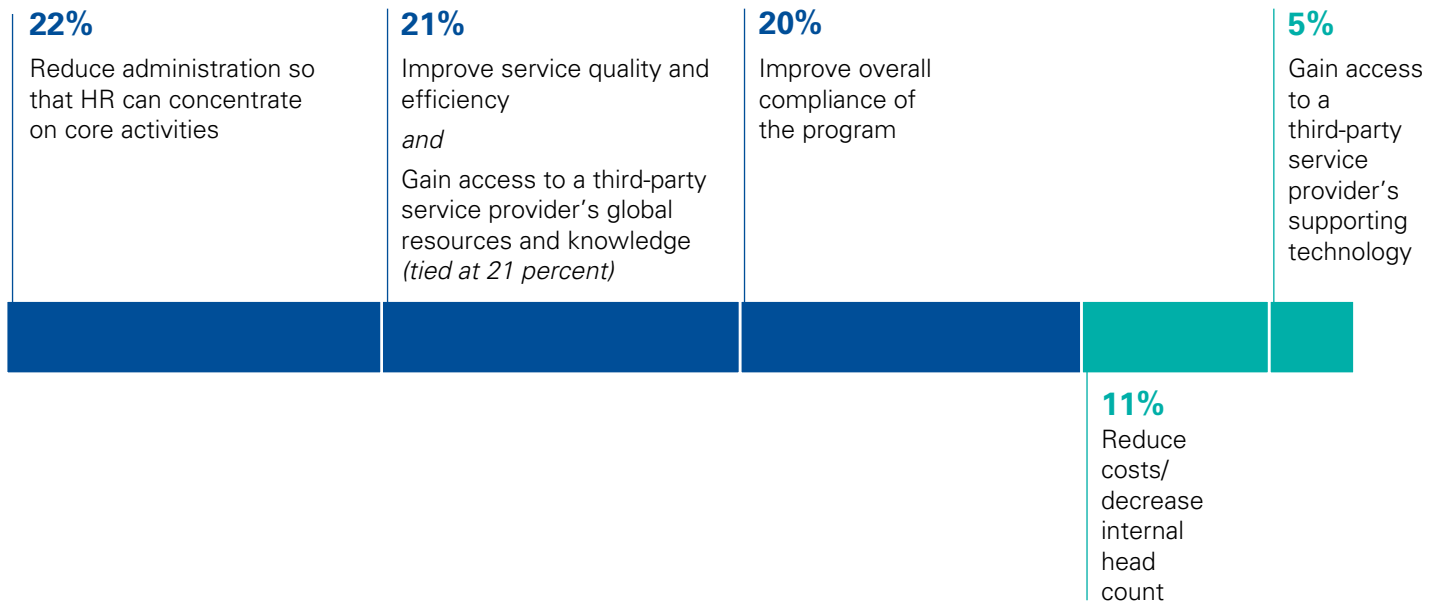 22%
Reduce administration so
that HR can concentrate
on core activities
21%
Improve service quality and
efficiency
and
Gain access to a third-party
service provider's global
resources and knowledge
(tied at 21 percent)
20%
Improve overall
compliance of
the program
5%
Gain access
to a
third-party
service
provider's
supporting
technology
11%
Reduce
costs/
decrease
internal
head
count